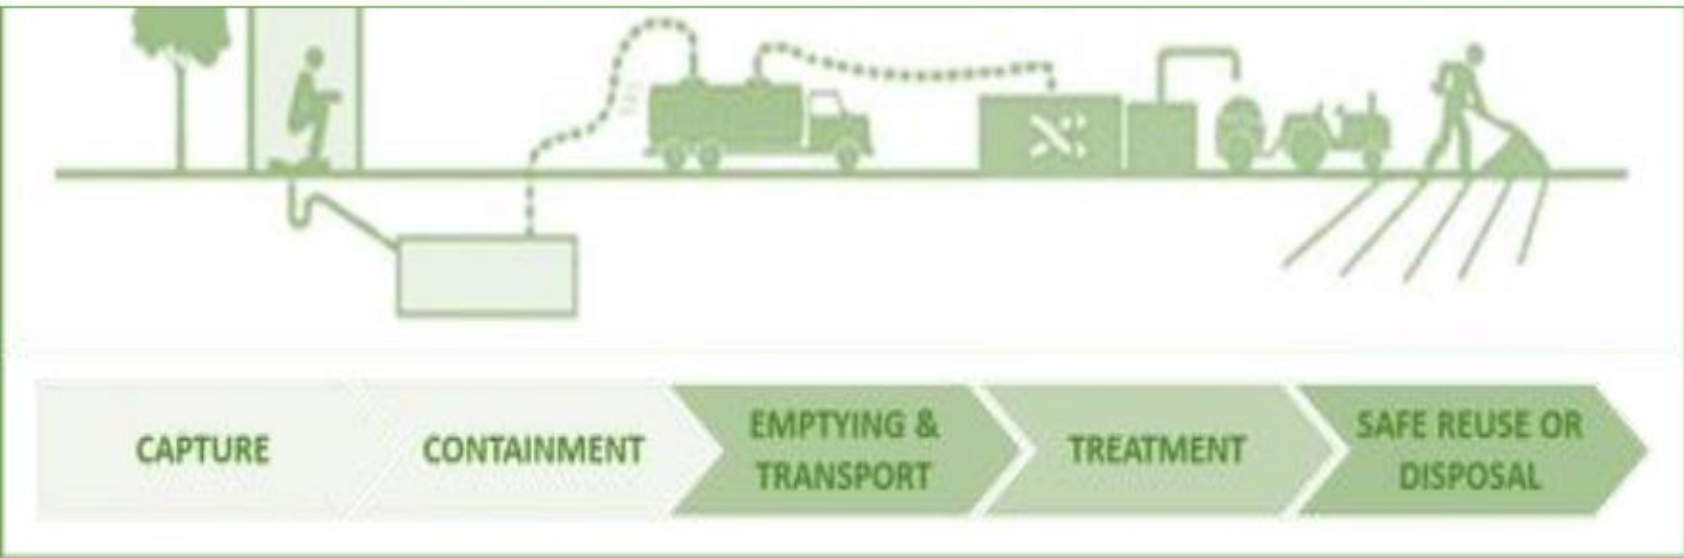 CAPTURE
CONTAINMENT
EMPTYING &
TRANSPORT
TREATMENT
SAFE REUSE OR
DISPOSAL